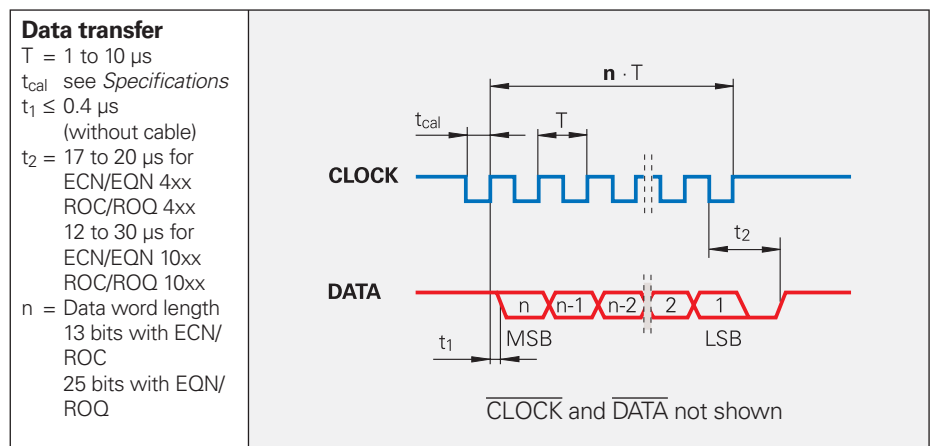 Data transfer
T = 1 to 10 µs
tcal see Specifications
t1 ≤ 0.4 µs
(without cable)
t2 = 17 to 20 µs for
ECN/EQN 4xx
ROC/ROQ 4xx
12 to 30 µs for
ECN/EQN 10xx
ROC/ROQ 10xx
n = Data word length
13 bits with ECN/
ROC
25 bits with EQN/
ROQ
n · T
tcal T
CLOCK
t2
DATA
n n-1 n-2 2 1
t1 MSB LSB
CLOCK and DATA not shown